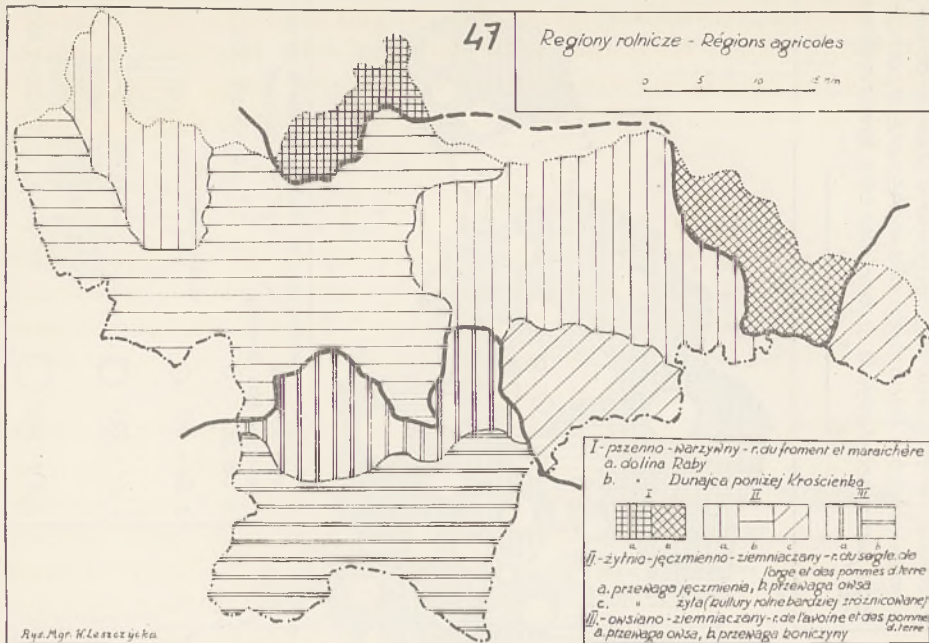 47
Regiony rolnicze - Régions agricoles
0 5 10 15 km
I - pszenno - warzywny - r. du froment et maraichère
a. dolina Raby
b. " Dunajca poniżej Krościenka
I II III
a b a b c a b
II.- żytnio-jęczmienno-ziemniaczany - r. du seigle, de
l'orge et des pommes d. terre
a. przewaga jęczmienia, b. przewaga owsa
c. " żyta (kultury rolne bardziej zróżnicowane)
III.- owsiano-ziemniaczany - r. de l'avoine et des pommes
d. terre
a. przewaga owsa, b. przewaga koniczyny
Rys. Mgr. H. Leszczycka